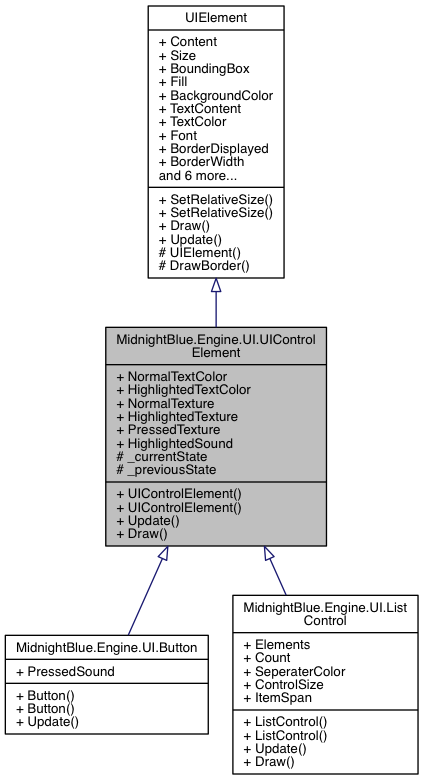 UIElement
+ Content
+ Size
+ BoundingBox
+ Fill
+ BackgroundColor
+ TextContent
+ TextColor
+ Font
+ BorderDisplayed
+ BorderWidth
and 6 more...
+ SetRelativeSize()
+ SetRelativeSize()
+ Draw()
+ Update()
# UIElement()
# DrawBorder()
MidnightBlue.Engine.UI.UIControl
Element
+ NormalTextColor
+ HighlightedTextColor
+ NormalTexture
+ HighlightedTexture
+ PressedTexture
+ HighlightedSound
# _currentState
# _previousState
+ UIControlElement()
+ UIControlElement()
+ Update()
+ Draw()
MidnightBlue.Engine.UI.Button
+ PressedSound
+ Button()
+ Button()
+ Update()
MidnightBlue.Engine.UI.List
Control
+ Elements
+ Count
+ SeperaterColor
+ ControlSize
+ ItemSpan
+ ListControl()
+ ListControl()
+ Update()
+ Draw()